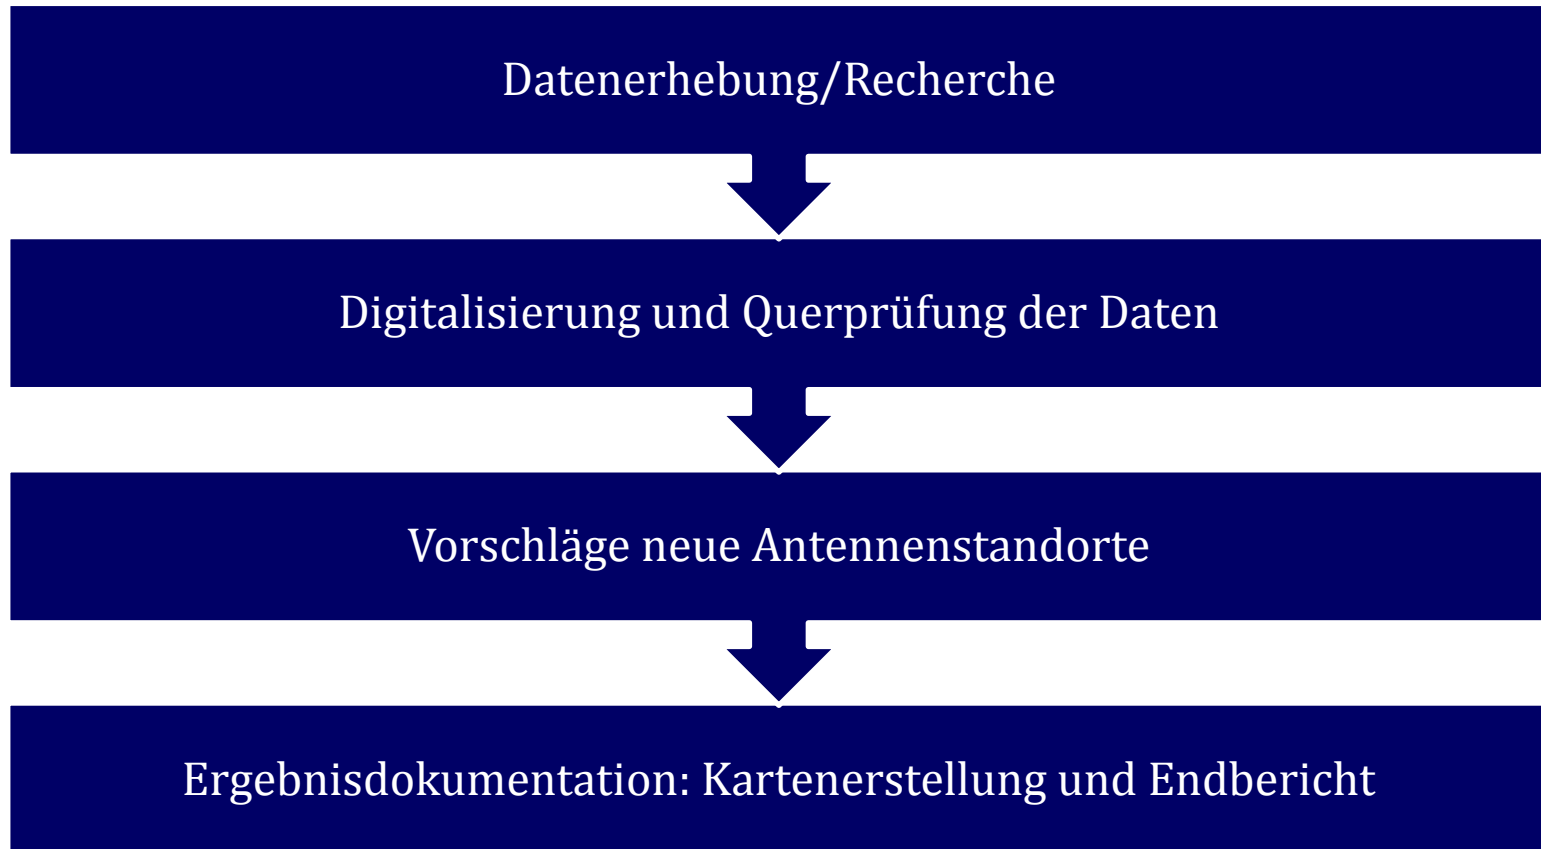 Datenerhebung/Recherche
Digitalisierung und Querprüfung der Daten
Vorschläge neue Antennenstandorte
Ergebnisdokumentation: Kartenerstellung und Endbericht